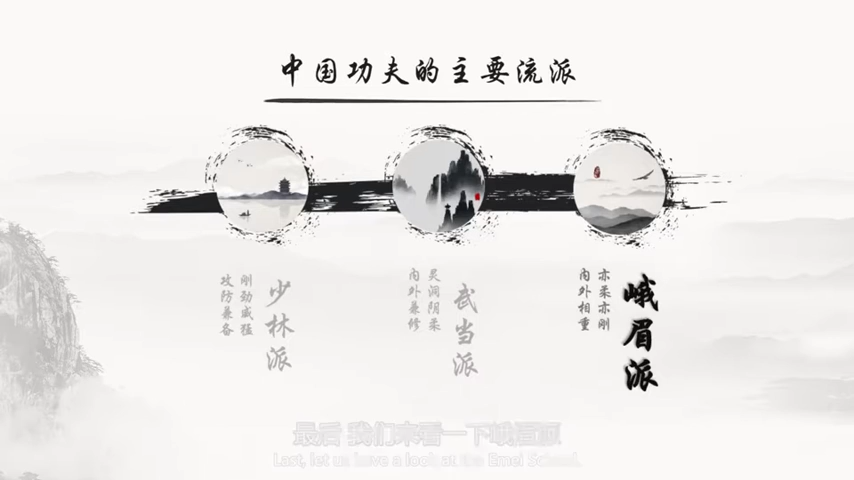 中国功夫的主要流派
少林派
刚劲威猛
攻防兼备
武当派
灵润阴柔
内外兼修
峨眉派
亦柔亦刚
内外相重
最后 我们来看一下峨眉派
Last, let us have a look at the Emei School.